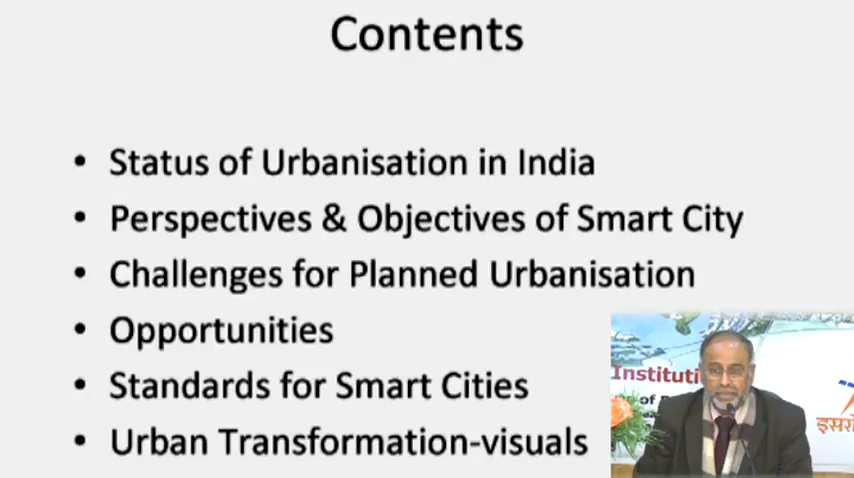 Contents
• Status of Urbanisation in India
• Perspectives & Objectives of Smart City
• Challenges for Planned Urbanisation
• Opportunities
• Standards for Smart Cities
• Urban Transformation-visuals
Instituti
of
इसरो